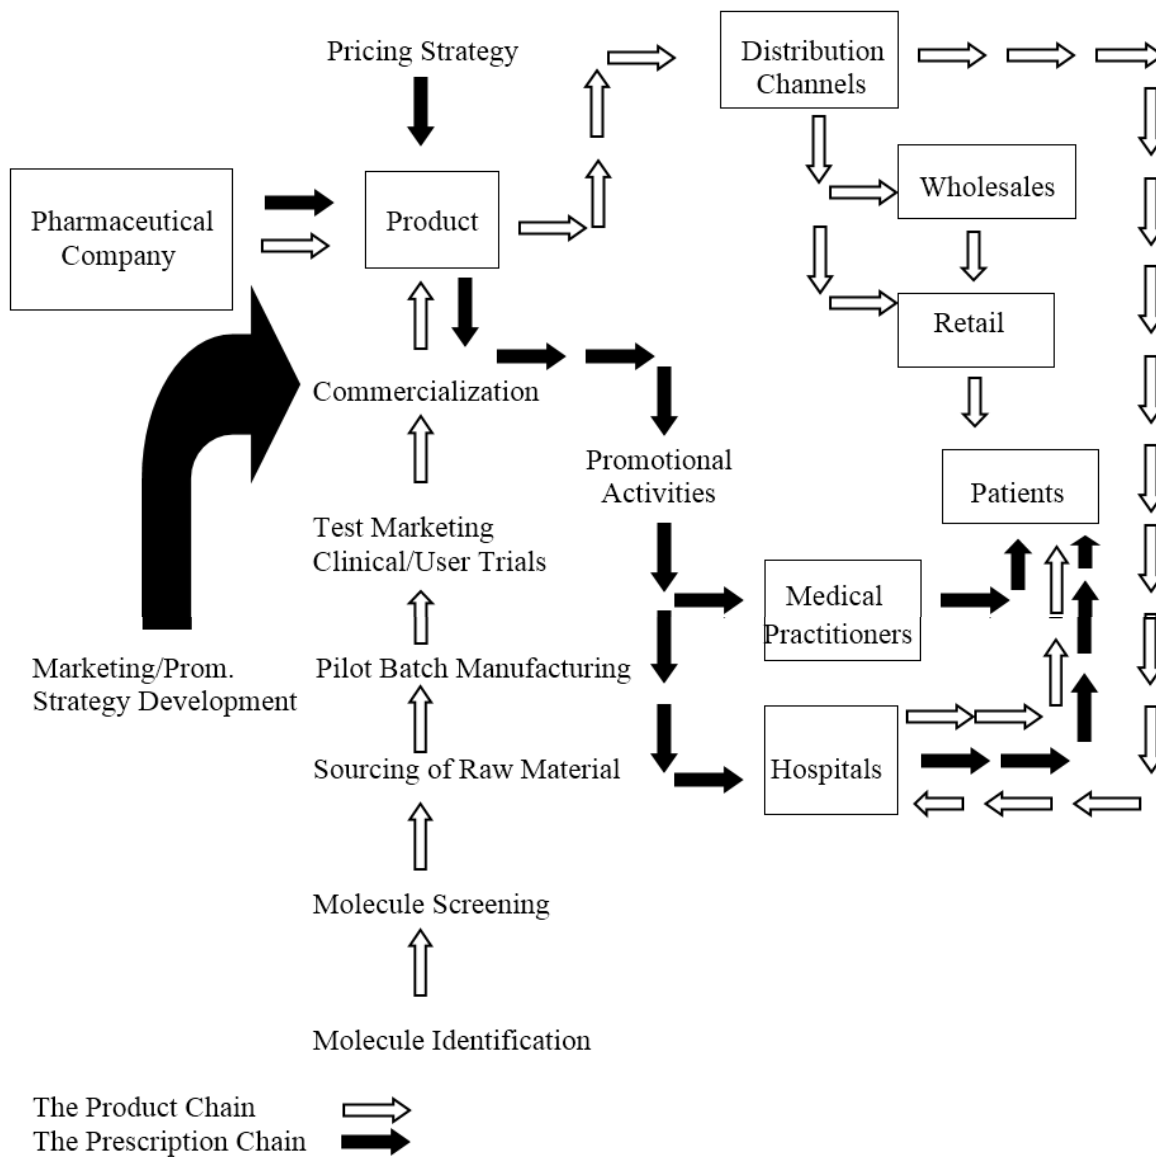 Pricing Strategy
Distribution
Channels
Wholesales
Pharmaceutical
Company
Product
Retail
Commercialization
Promotional
Activities
Patients
Test Marketing
Clinical/User Trials
Medical
Practitioners
Marketing/Prom.
Strategy Development
Pilot Batch Manufacturing
Sourcing of Raw Material
Hospitals
Molecule Screening
Molecule Identification
The Product Chain
The Prescription Chain